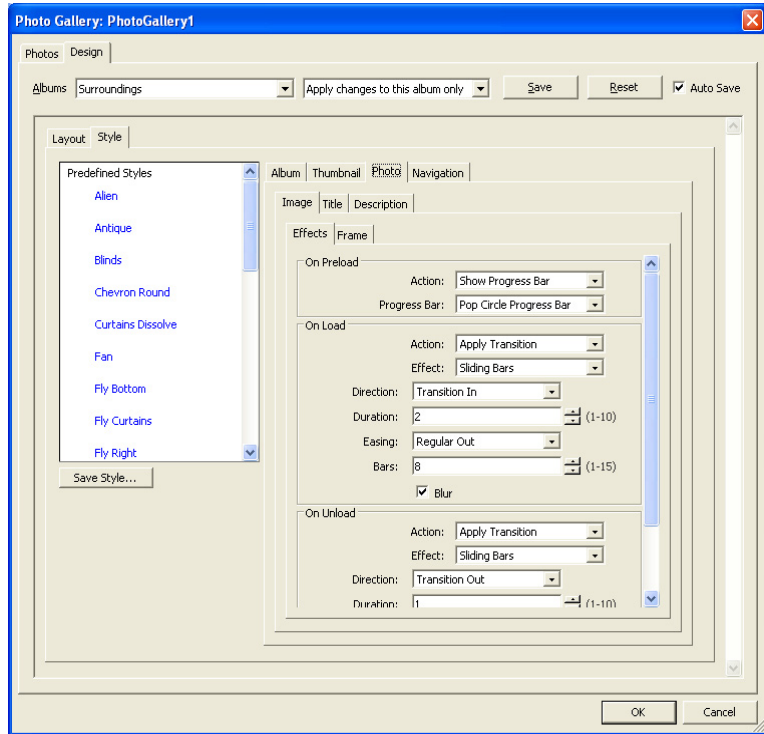 Photo Gallery: PhotoGallery1
Photos Design
Albums Surroundings Apply changes to this album only Save Reset Auto Save
Layout Style
Predefined Styles
Alien
Antique
Blinds
Chevron Round
Curtains Dissolve
Fan
Fly Bottom
Fly Curtains
Fly Right
Save Style...
Album Thumbnail Photo Navigation
Image Title Description
Effects Frame
On Preload
Action: Show Progress Bar
Progress Bar: Pop Circle Progress Bar
On Load
Action: Apply Transition
Effect: Sliding Bars
Direction: Transition In
Duration: 2 (1-10)
Easing: Regular Out
Bars: 8 (1-15)
Blur
On Unload
Action: Apply Transition
Effect: Sliding Bars
Direction: Transition Out
Duration: 1 (1-10)
OK Cancel